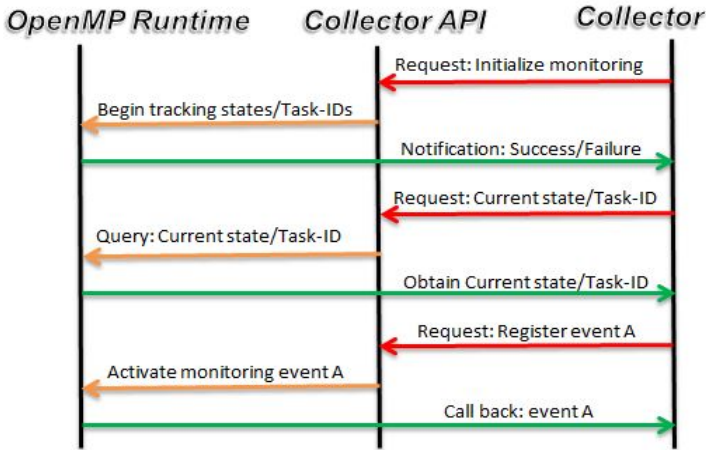 OpenMP Runtime Collector API Collector
Request: Initialize monitoring
Begin tracking states/Task-IDs
Notification: Success/Failure
Request: Current state/Task-ID
Query: Current state/Task-ID
Obtain Current state/Task-ID
Request: Register event A
Activate monitoring event A
Call back: event A